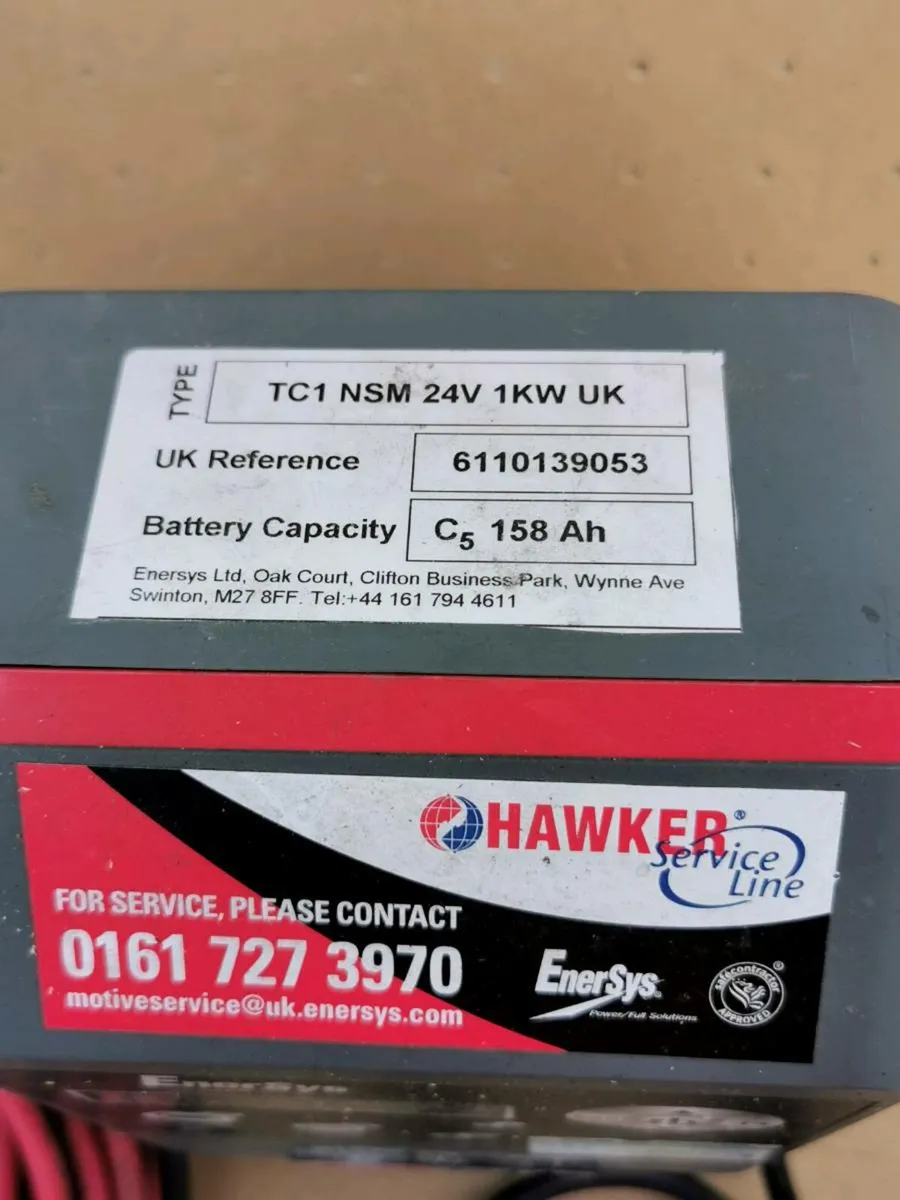 TYPE
TC1 NSM 24V 1KW UK
UK Reference 6110139053
Battery Capacity C5 158 Ah
Enersys Ltd, Oak Court, Clifton Business Park, Wynne Ave
Swinton, M27 8FF. Tel:+44 161 794 4611
HAWKER®
Service
Line
FOR SERVICE, PLEASE CONTACT
0161 727 3970
motiveservice@uk.enersys.com
EnerSys
Power/Full Solutions
safecontractor ®
APPROVED
EnerSys